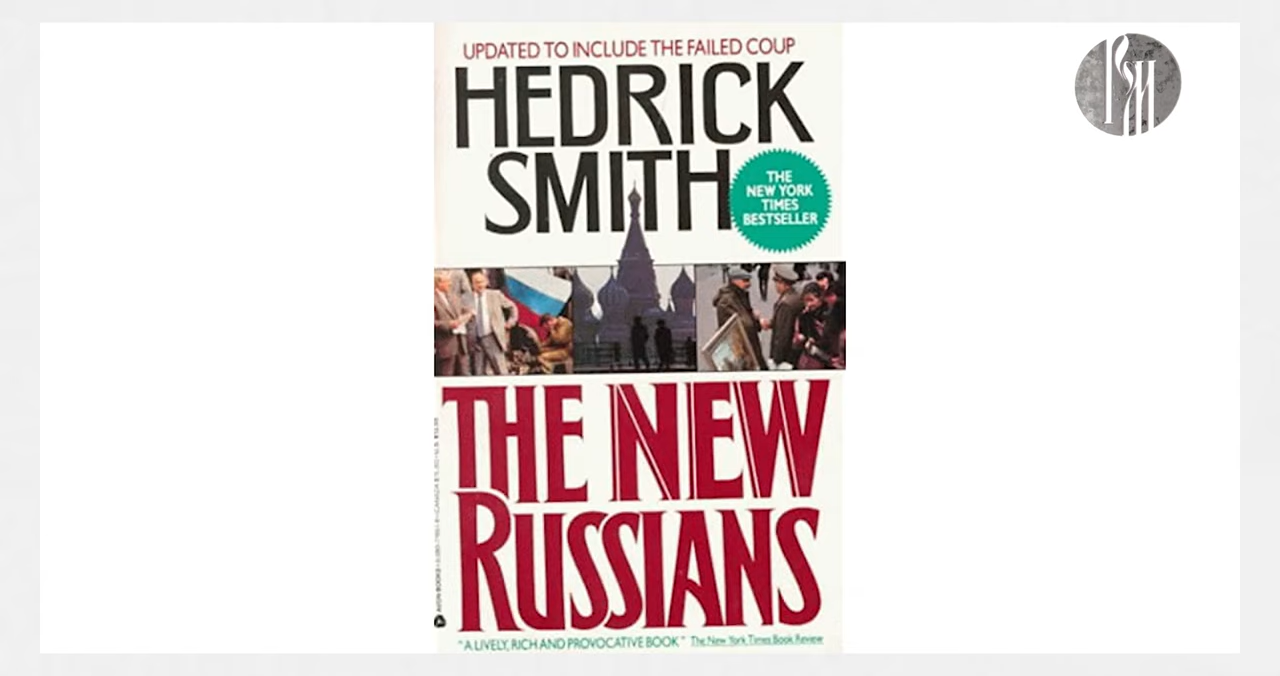 UPDATED TO INCLUDE THE FAILED COUP
HEDRICK
SMITH
THE
NEW YORK
TIMES
BESTSELLER
THE NEW
RUSSIANS
"A LIVELY, RICH AND PROVOCATIVE BOOK" The New York Times Book Review